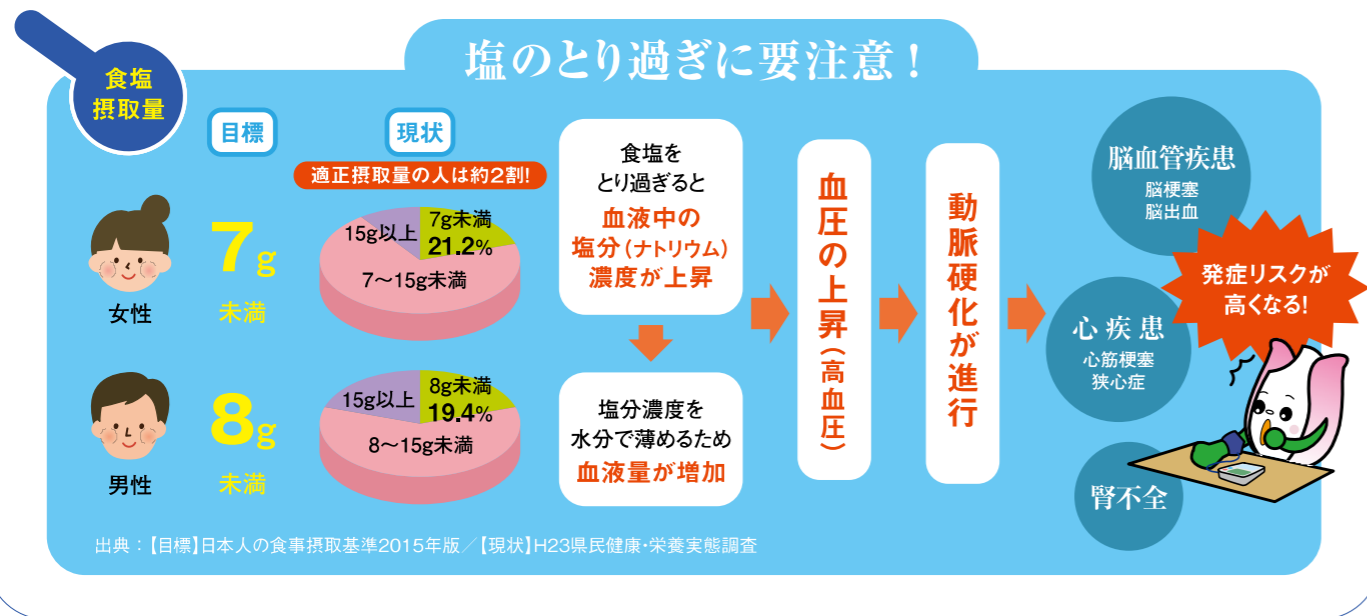 塩のとり過ぎに要注意！
食塩
摂取量
目標
現状
適正摂取量の人は約2割!
女性
7g
未満
7g未満
21.2%
15g以上
7〜15g未満
男性
8g
未満
8g未満
19.4%
15g以上
8〜15g未満
食塩を
とり過ぎると
血液中の
塩分（ナトリウム）
濃度が上昇
塩分濃度を
水分で薄めるため
血液量が増加
血圧の上昇（高血圧）
動脈硬化が進行
脳血管疾患
脳梗塞
脳出血
心疾患
心筋梗塞
狭心症
腎不全
発症リスクが
高くなる!
出典：【目標】日本人の食事摂取基準2015年版／【現状】H23県民健康・栄養実態調査